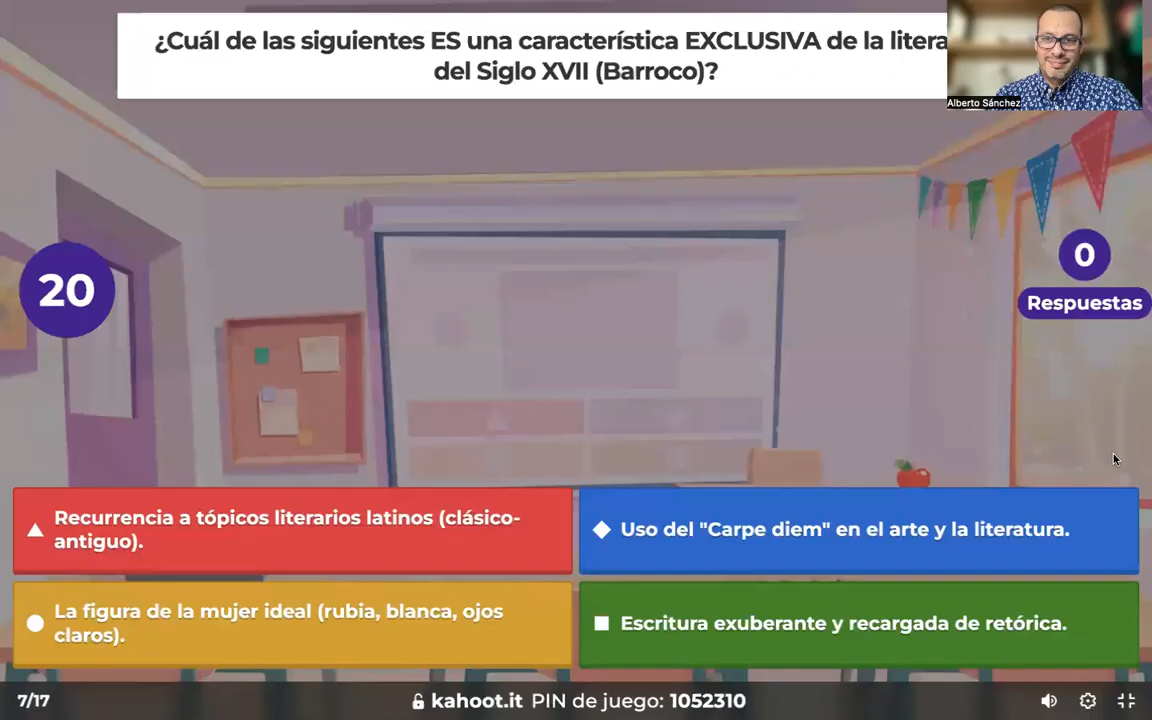 ¿Cuál de las siguientes ES una característica EXCLUSIVA de la litera
del Siglo XVII (Barroco)?
Alberto Sánchez
20
0
Respuestas
Recurrencia a tópicos literarios latinos (clásico-
antiguo).
Uso del "Carpe diem" en el arte y la literatura.
La figura de la mujer ideal (rubia, blanca, ojos
claros).
Escritura exuberante y recargada de retórica.
7/17
kahoot.it PIN de juego: 1052310